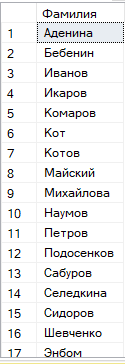 Фамилия
1 Аденина
2 Бебенин
3 Иванов
4 Икаров
5 Комаров
6 Кот
7 Котов
8 Майский
9 Михайлова
10 Наумов
11 Петров
12 Подосенков
13 Сабуров
14 Селедкина
15 Сидоров
16 Шевченко
17 Энбом